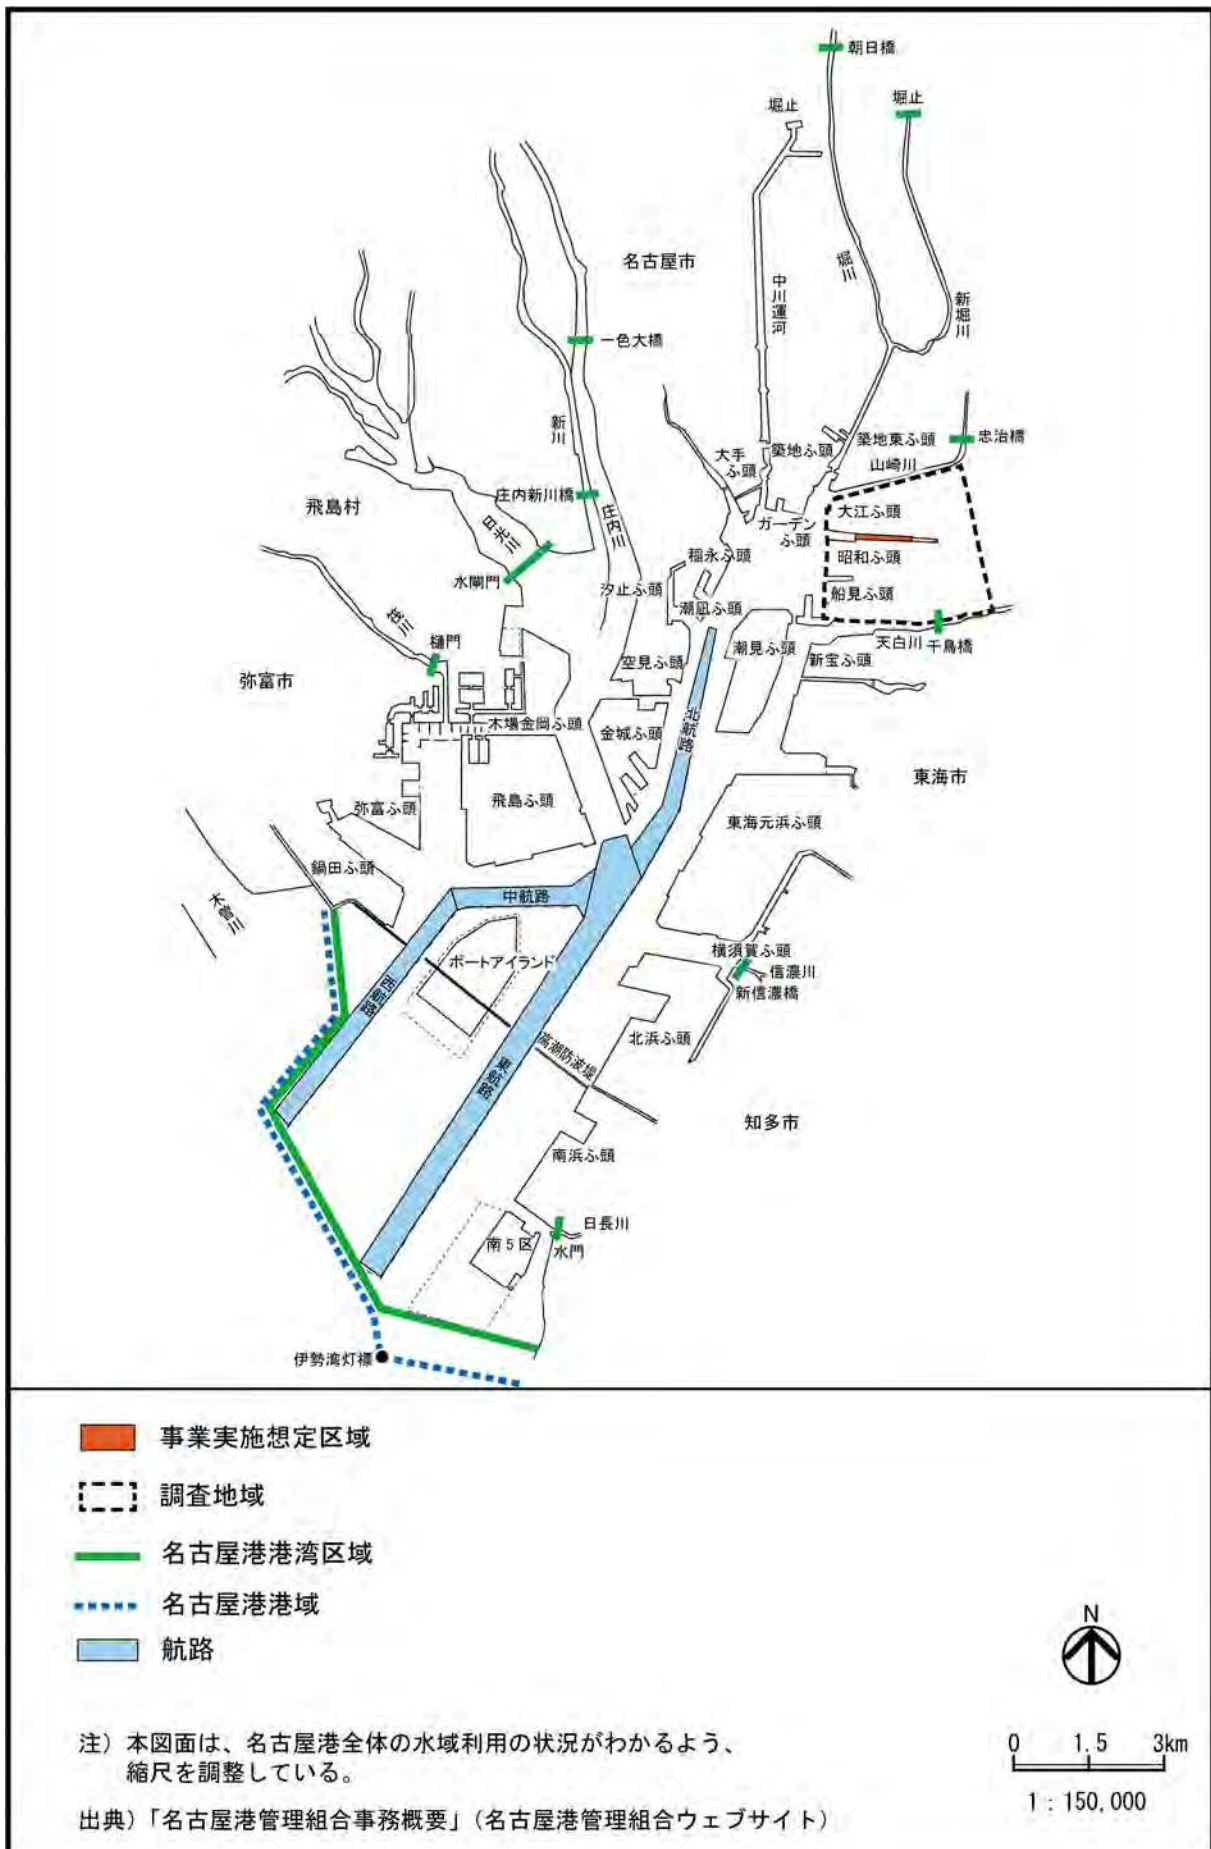 朝日橋
堀止
堀止
名古屋市
中川運河
堀川
新堀川
一色大橋
新川
大手
ふ頭
築地ふ頭
築地東ふ頭
忠治橋
山崎川
庄内新川橋
飛島村
日光川
庄内川
大江ふ頭
ガーデン
ふ頭
稲永ふ頭
昭和ふ頭
水閘門
汐止ふ頭
船見ふ頭
潮凪ふ頭
筏川
樋門
潮見ふ頭
天白川
千鳥橋
空見ふ頭
新宝ふ頭
弥富市
木場金岡ふ頭
金城ふ頭
北航路
東海市
弥富ふ頭
飛島ふ頭
東海元浜ふ頭
鍋田ふ頭
中航路
木曽川
横須賀ふ頭
ポートアイランド
信濃川
西航路
新信濃橋
北浜ふ頭
高潮防波堤
東航路
知多市
南浜ふ頭
日長川
南5区
水門
伊勢湾灯標
事業実施想定区域
調査地域
名古屋港港湾区域
名古屋港港域
航路
N
注）本図面は、名古屋港全体の水域利用の状況がわかるよう、
縮尺を調整している。
0 1.5 3km
1：150,000
出典）「名古屋港管理組合事務概要」（名古屋港管理組合ウェブサイト）